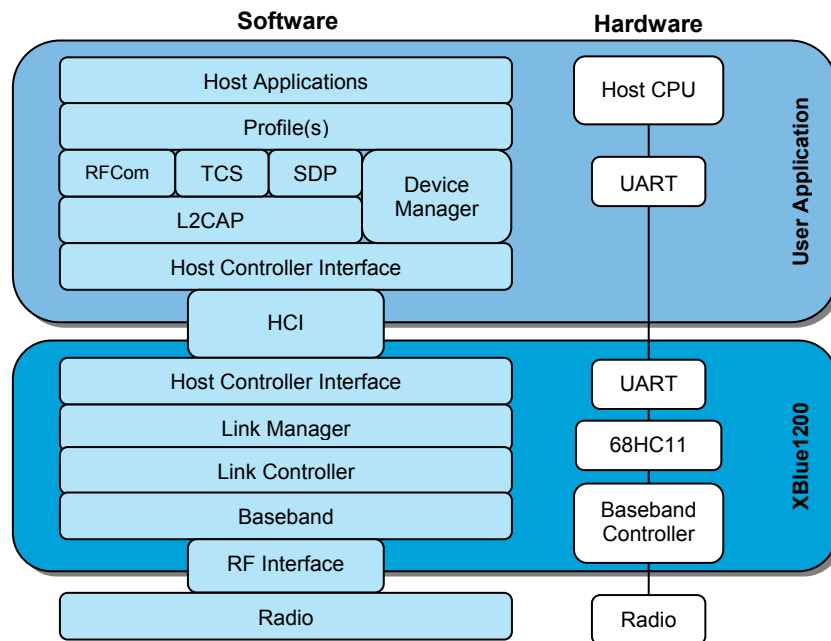 Software
Hardware
Host Applications
Profile(s)
RFCom
TCS
SDP
Device
Manager
L2CAP
Host Controller Interface
HCI
Host Controller Interface
Link Manager
Link Controller
Baseband
RF Interface
Radio
Host CPU
UART
UART
68HC11
Baseband
Controller
Radio
User Application
XBlue1200